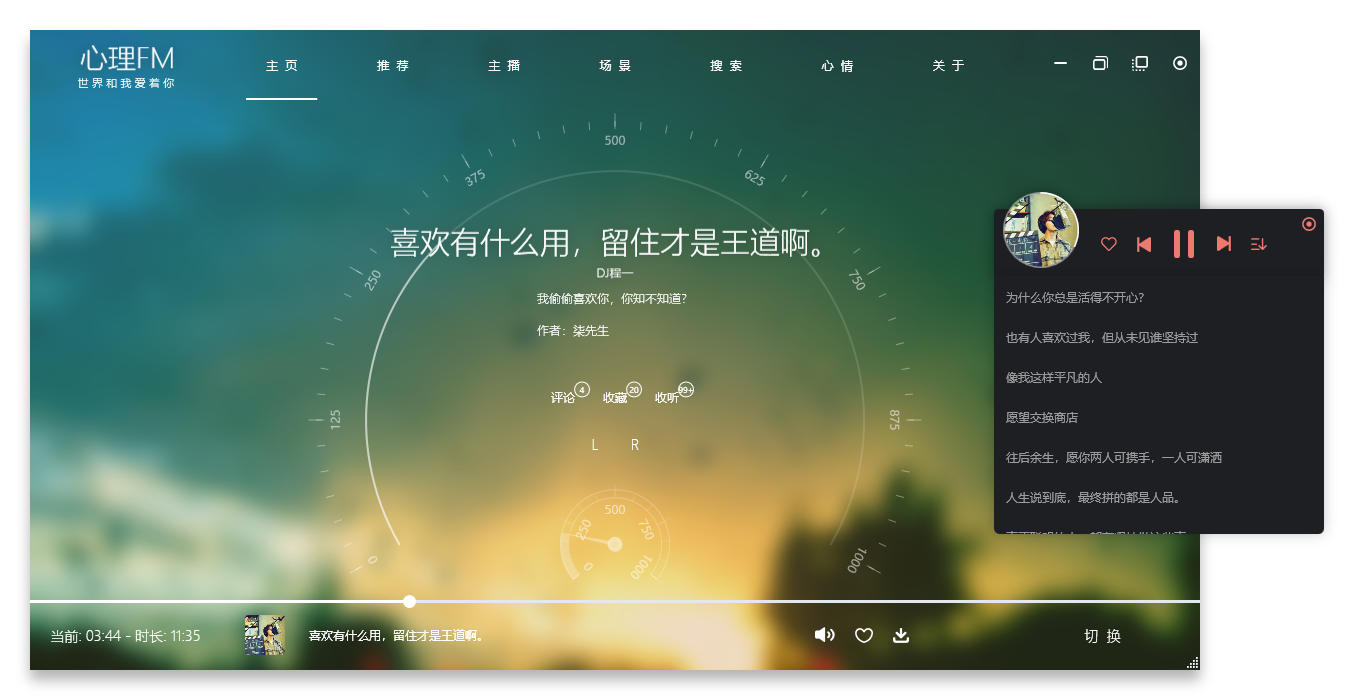 心理FM
世界和我爱着你
主页
推荐
主播
场景
搜索
心情
关于
500
375
625
250
750
125
875
0
1000
喜欢有什么用，留住才是王道啊。
DJ程一
我偷偷喜欢你，你知不知道？
作者：柒先生
评论 4
收藏 20
收听 99+
L R
500
250
750
0
1000
当前: 03:44 - 时长: 11:35
喜欢有什么用，留住才是王道啊。
切 换
为什么你总是活得不开心？
也有人喜欢过我，但从未见谁坚持过
像我这样平凡的人
愿望交换商店
往后余生，愿你两人可携手，一人可潇洒
人生说到底，最终拼的都是人品。